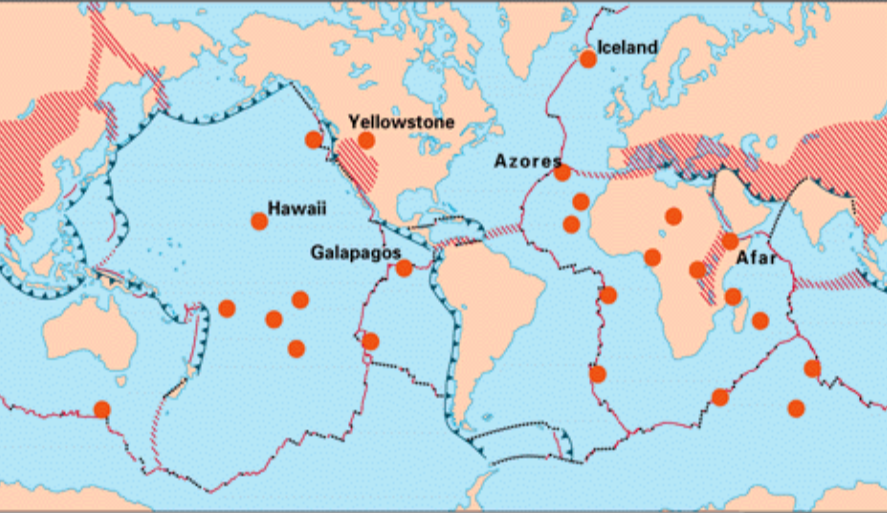 Iceland
Yellowstone
Azores
Hawaii
Galapagos
Afar